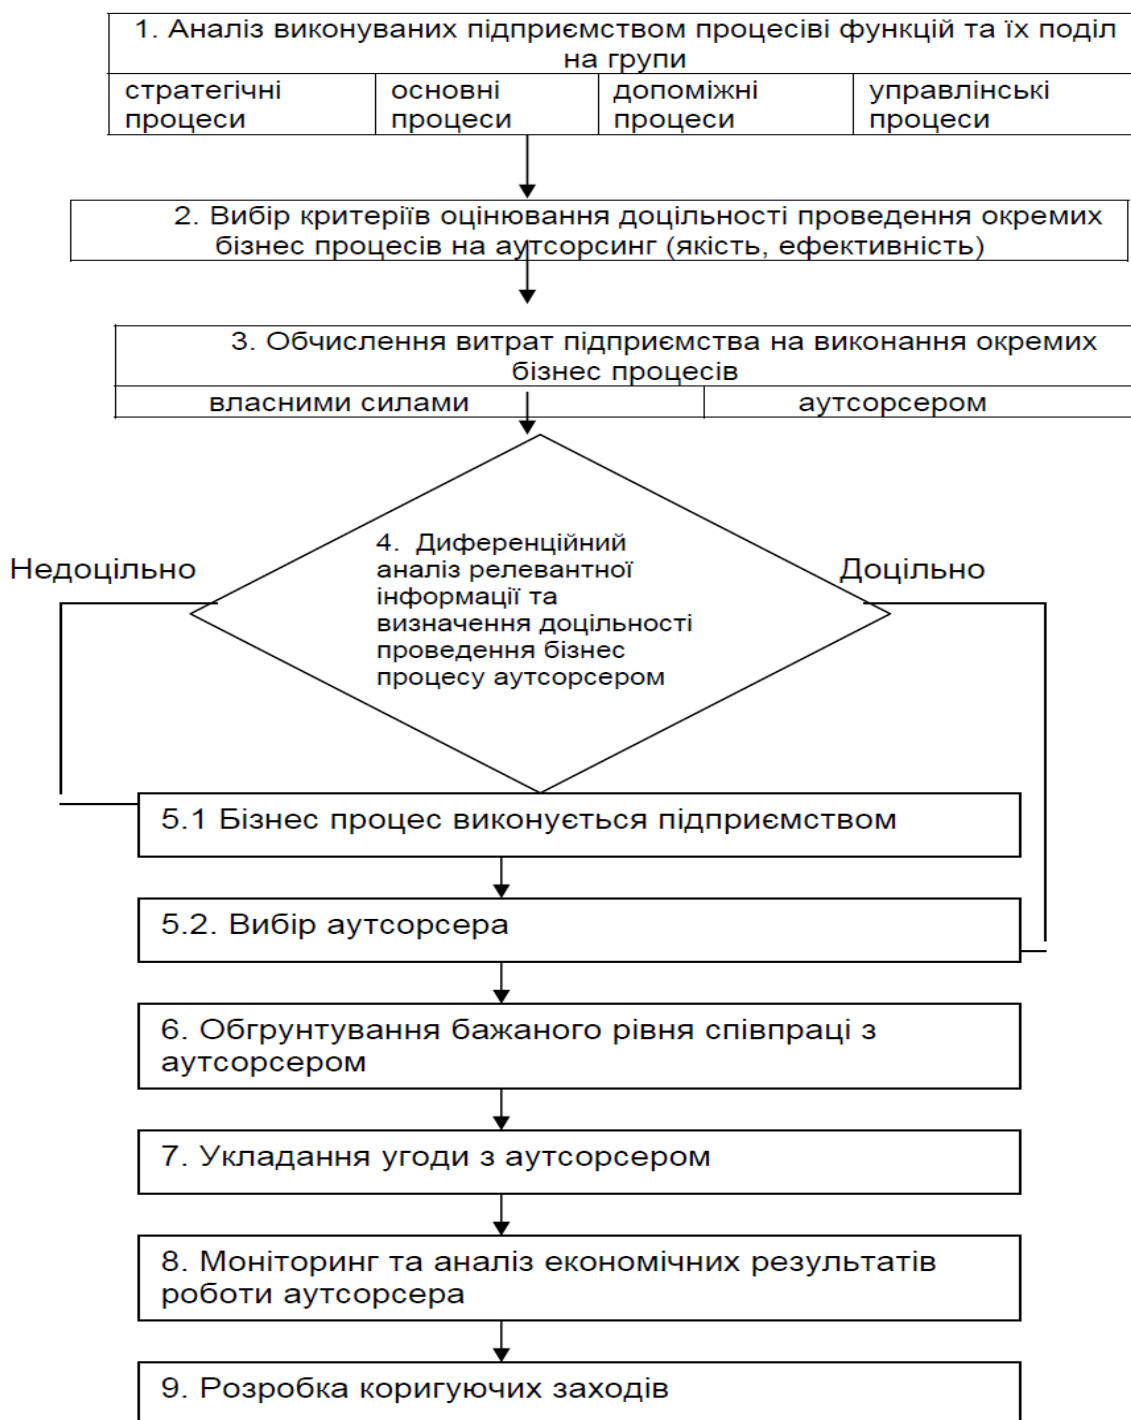 1. Аналіз виконуваних підприємством процесіві функцій та їх поділ
на групи
стратегічні
процеси
основні
процеси
допоміжні
процеси
управлінські
процеси
2. Вибір критеріїв оцінювання доцільності проведення окремих
бізнес процесів на аутсорсинг (якість, ефективність)
3. Обчислення витрат підприємства на виконання окремих
бізнес процесів
власними силами
аутсорсером
4. Диференційний
аналіз релевантної
інформації та
визначення доцільності
проведення бізнес
процесу аутсорсером
Недоцільно
Доцільно
5.1 Бізнес процес виконується підприємством
5.2. Вибір аутсорсера
6. Обгрунтування бажаного рівня співпраці з
аутсорсером
7. Укладання угоди з аутсорсером
8. Моніторинг та аналіз економічних результатів
роботи аутсорсера
9. Розробка коригуючих заходів